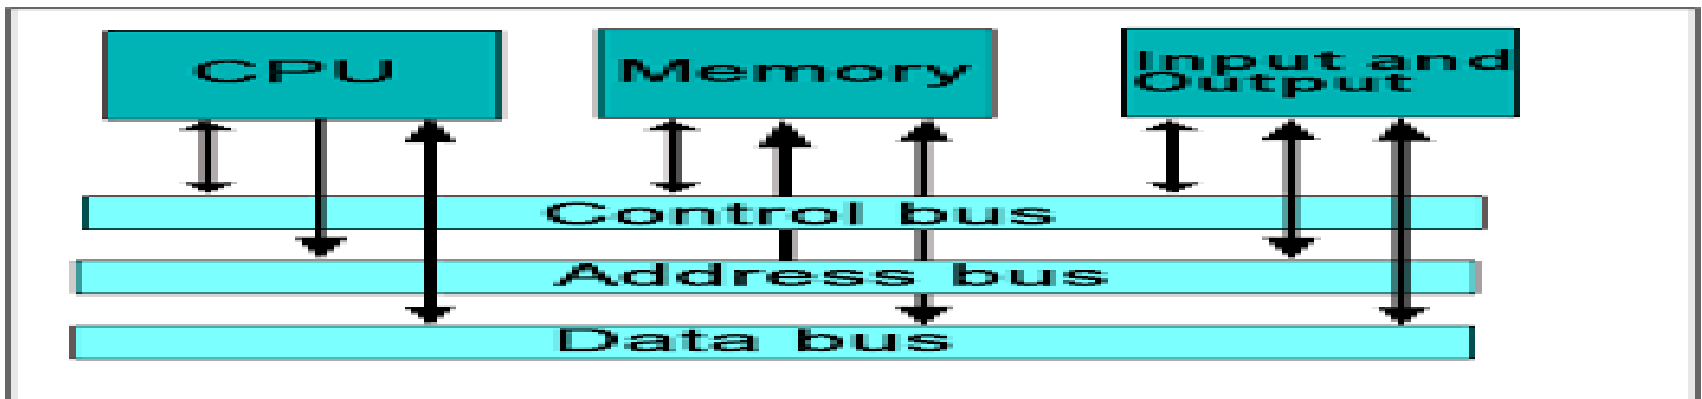 CPU
Memory
Input and
Output
Control bus
Address bus
Data bus